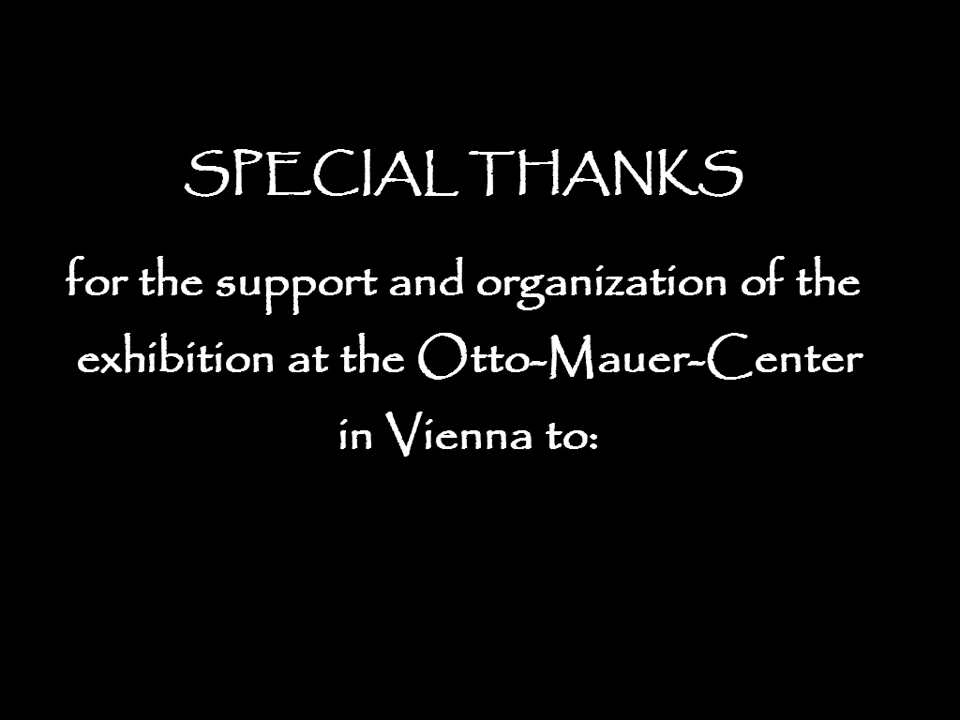 SPECIAL THANKS
for the support and organization of the
exhibition at the Otto-Mauer-Center
in Vienna to: